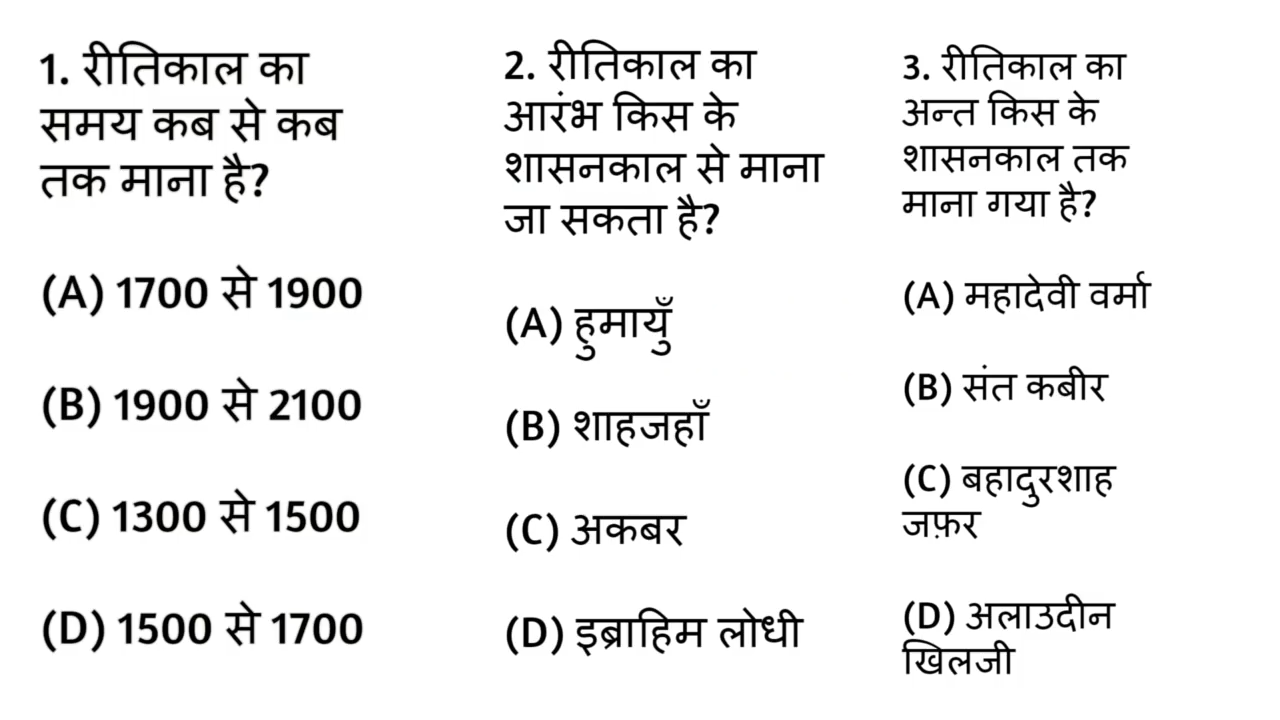 1. रीतिकाल का
समय कब से कब
तक माना है?
(A) 1700 से 1900
(B) 1900 से 2100
(C) 1300 से 1500
(D) 1500 से 1700
2. रीतिकाल का
आरंभ किस के
शासनकाल से माना
जा सकता है?
(A) हुमायुँ
(B) शाहजहाँ
(C) अकबर
(D) इब्राहिम लोधी
3. रीतिकाल का
अन्त किस के
शासनकाल तक
माना गया है?
(A) महादेवी वर्मा
(B) संत कबीर
(C) बहादुरशाह
जफ़र
(D) अलाउदीन
खिलजी